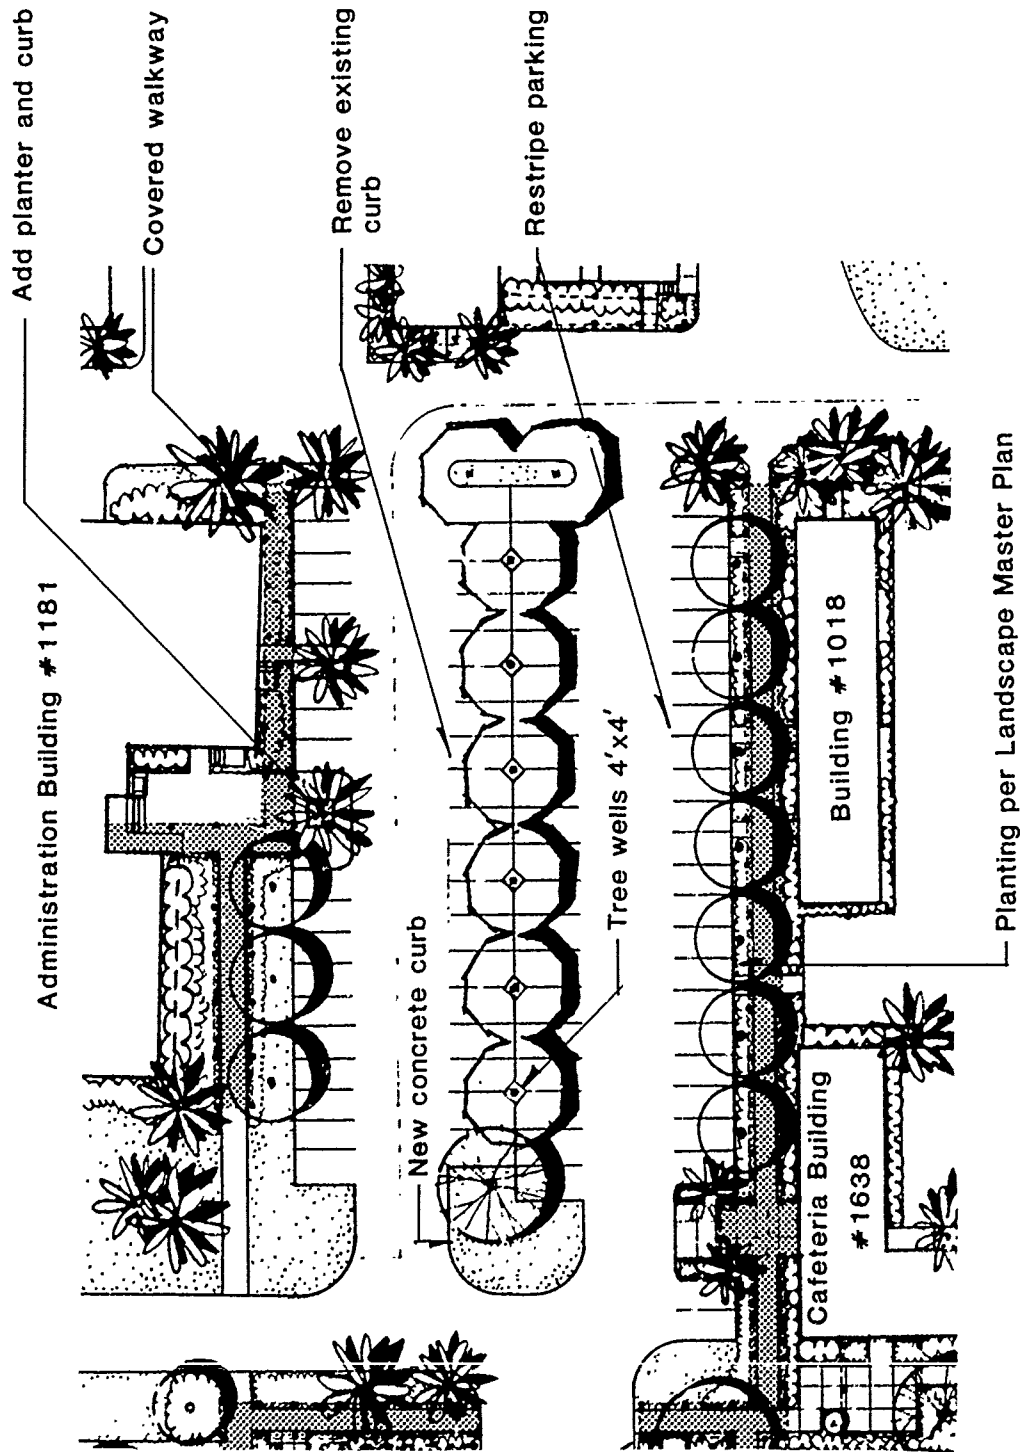 Add planter and curb
Covered walkway
Remove existing
curb
Restripe parking
Administration Building #1181
New concrete curb
Tree wells 4'x4'
Building #1018
Cafeteria Building
#1638
Planting per Landscape Master Plan